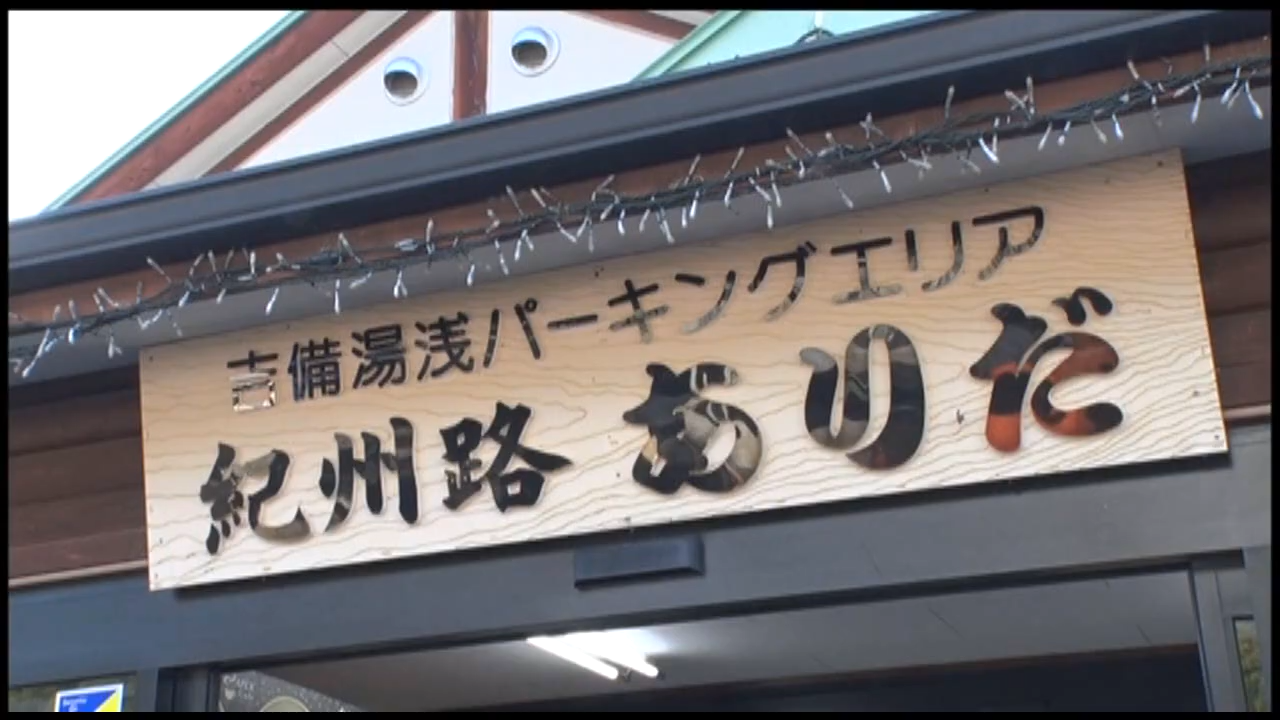 吉備湯浅パーキングエリア
紀州路 ありだ